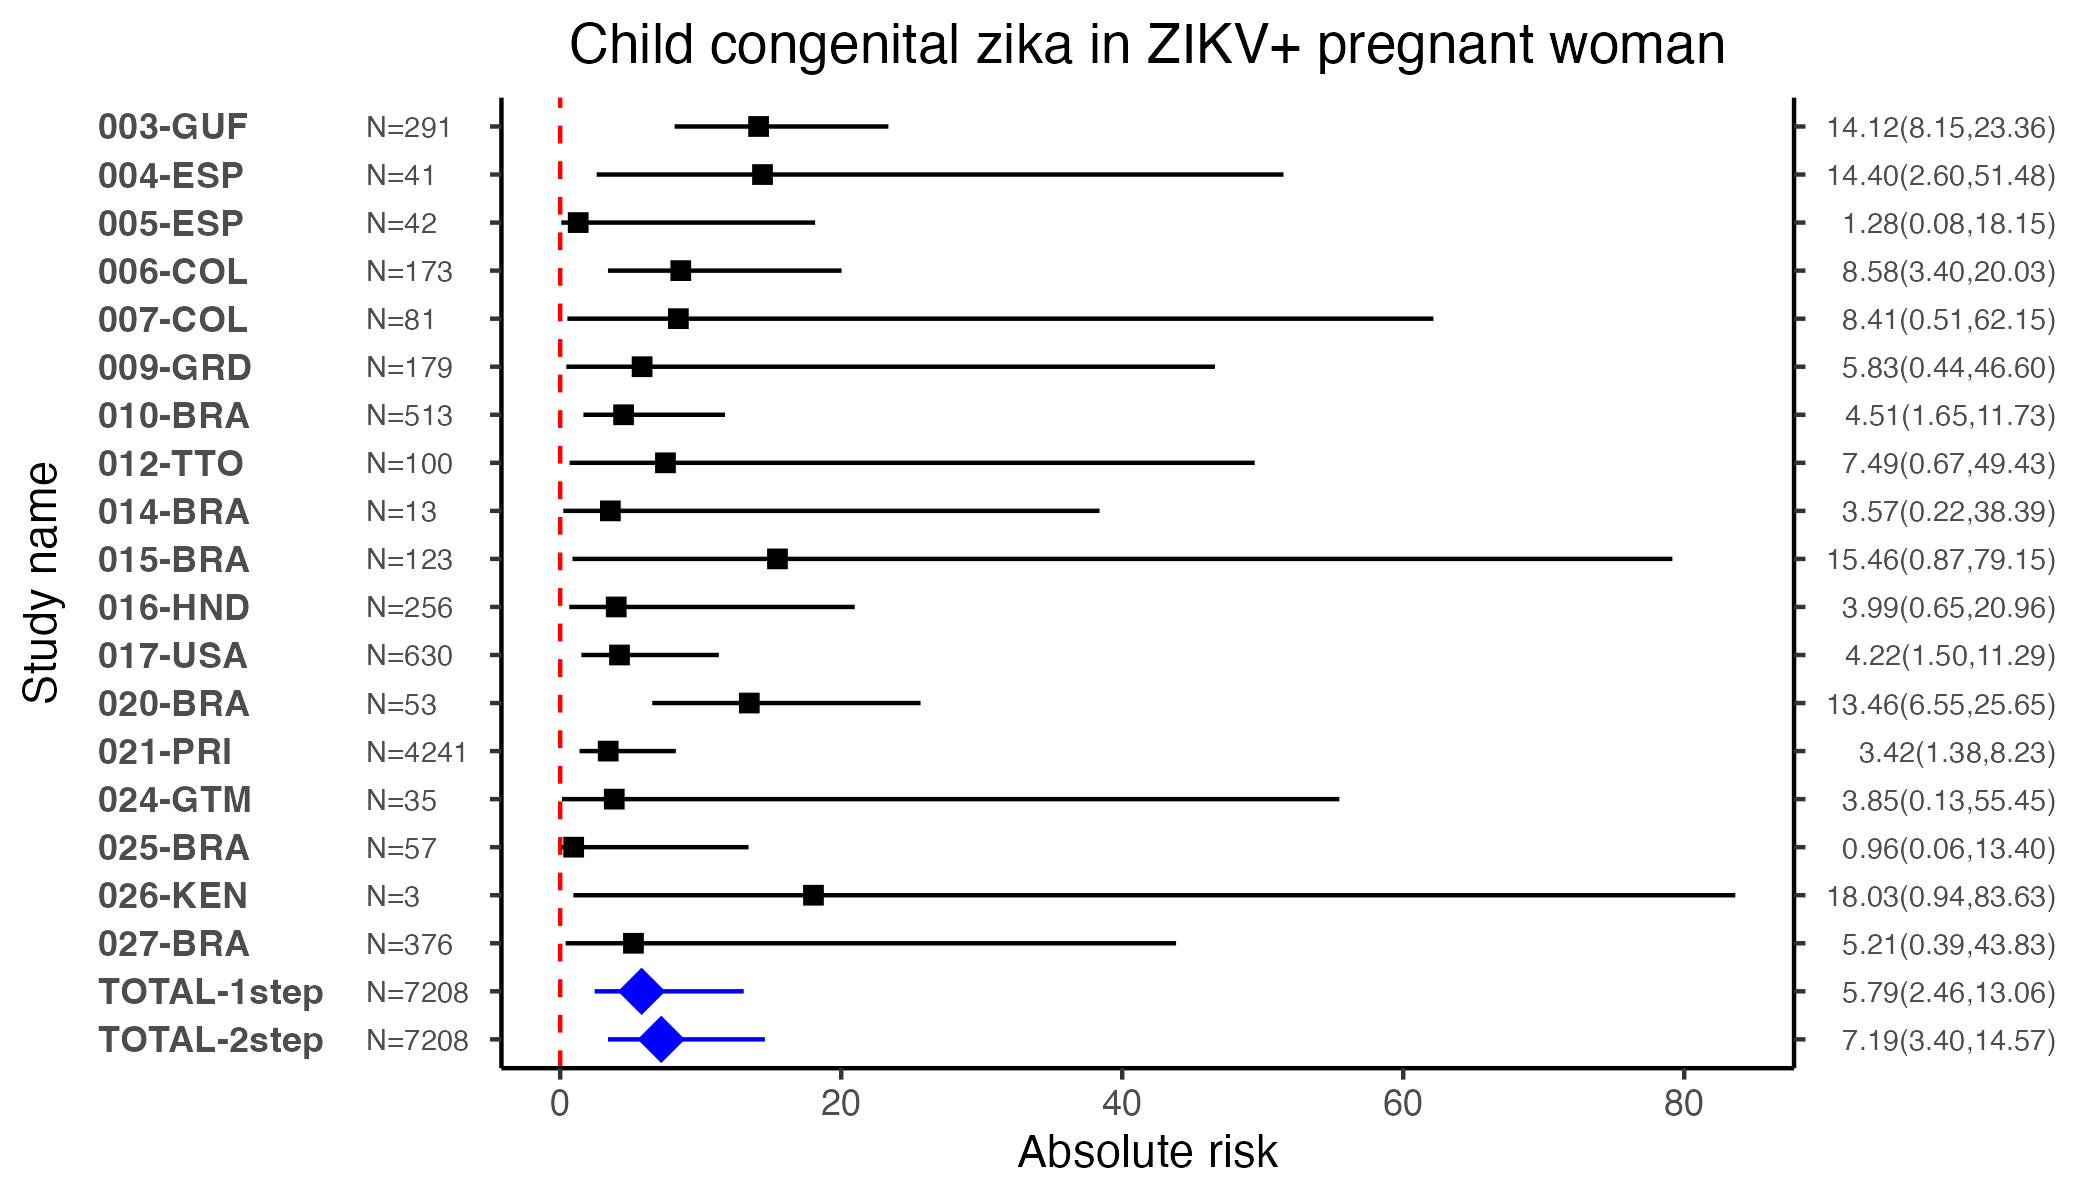 Child congenital zika in ZIKV+ pregnant woman
Study name
003-GUF N=291 14.12(8.15,23.36)
004-ESP N=41 14.40(2.60,51.48)
005-ESP N=42 1.28(0.08,18.15)
006-COL N=173 8.58(3.40,20.03)
007-COL N=81 8.41(0.51,62.15)
009-GRD N=179 5.83(0.44,46.60)
010-BRA N=513 4.51(1.65,11.73)
012-TTO N=100 7.49(0.67,49.43)
014-BRA N=13 3.57(0.22,38.39)
015-BRA N=123 15.46(0.87,79.15)
016-HND N=256 3.99(0.65,20.96)
017-USA N=630 4.22(1.50,11.29)
020-BRA N=53 13.46(6.55,25.65)
021-PRI N=4241 3.42(1.38,8.23)
024-GTM N=35 3.85(0.13,55.45)
025-BRA N=57 0.96(0.06,13.40)
026-KEN N=3 18.03(0.94,83.63)
027-BRA N=376 5.21(0.39,43.83)
TOTAL-1step N=7208 5.79(2.46,13.06)
TOTAL-2step N=7208 7.19(3.40,14.57)
0 20 40 60 80
Absolute risk